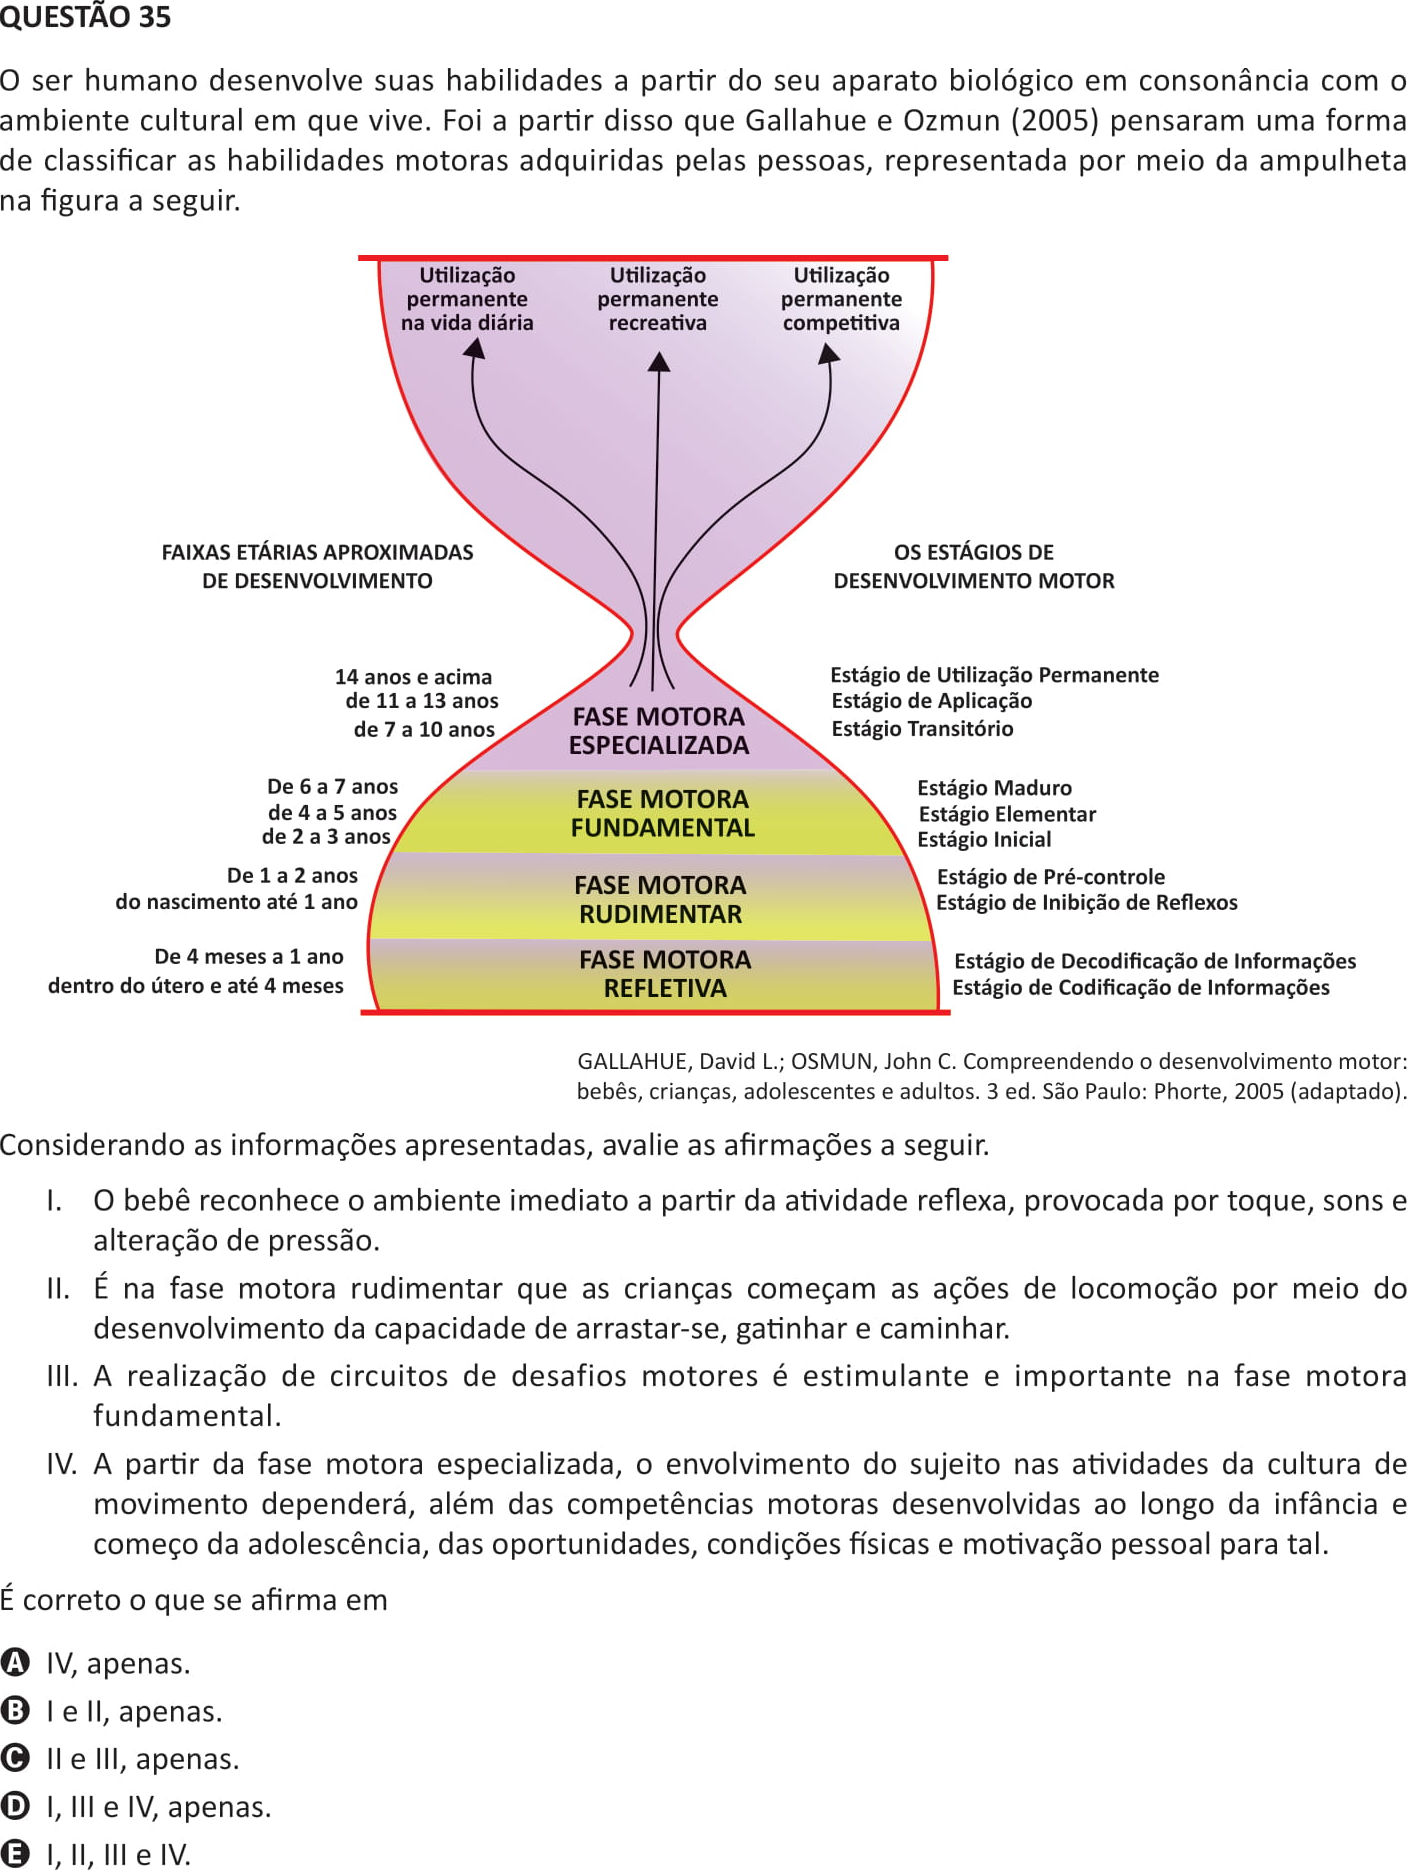 QUESTÃO 35
O ser humano desenvolve suas habilidades a partir do seu aparato biológico em consonância com o
ambiente cultural em que vive. Foi a partir disso que Gallahue e Ozmun (2005) pensaram uma forma
de classificar as habilidades motoras adquiridas pelas pessoas, representada por meio da ampulheta
na figura a seguir.
Utilização
permanente
na vida diária
Utilização
permanente
recreativa
Utilização
permanente
competitiva
FAIXAS ETÁRIAS APROXIMADAS
DE DESENVOLVIMENTO
OS ESTÁGIOS DE
DESENVOLVIMENTO MOTOR
14 anos e acima
de 11 a 13 anos
de 7 a 10 anos
FASE MOTORA
ESPECIALIZADA
Estágio de Utilização Permanente
Estágio de Aplicação
Estágio Transitório
De 6 a 7 anos
de 4 a 5 anos
de 2 a 3 anos
FASE MOTORA
FUNDAMENTAL
Estágio Maduro
Estágio Elementar
Estágio Inicial
De 1 a 2 anos
do nascimento até 1 ano
FASE MOTORA
RUDIMENTAR
Estágio de Pré-controle
Estágio de Inibição de Reflexos
De 4 meses a 1 ano
dentro do útero e até 4 meses
FASE MOTORA
REFLETIVA
Estágio de Decodificação de Informações
Estágio de Codificação de Informações
GALLAHUE, David L.; OSMUN, John C. Compreendendo o desenvolvimento motor:
bebês, crianças, adolescentes e adultos. 3 ed. São Paulo: Phorte, 2005 (adaptado).
Considerando as informações apresentadas, avalie as afirmações a seguir.
I. O bebê reconhece o ambiente imediato a partir da atividade reflexa, provocada por toque, sons e
alteração de pressão.
II. É na fase motora rudimentar que as crianças começam as ações de locomoção por meio do
desenvolvimento da capacidade de arrastar-se, gatinhar e caminhar.
III. A realização de circuitos de desafios motores é estimulante e importante na fase motora
fundamental.
IV. A partir da fase motora especializada, o envolvimento do sujeito nas atividades da cultura de
movimento dependerá, além das competências motoras desenvolvidas ao longo da infância e
começo da adolescência, das oportunidades, condições físicas e motivação pessoal para tal.
É correto o que se afirma em
A IV, apenas.
B I e II, apenas.
C II e III, apenas.
D I, III e IV, apenas.
E I, II, III e IV.